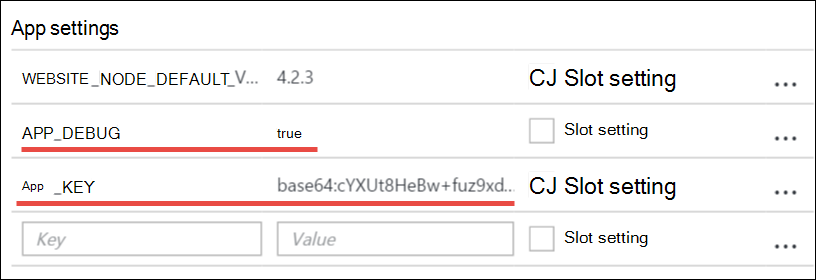 App settings
WEBSITE_NODE_DEFAULT_V... 4.2.3 CJ Slot setting ...
APP_DEBUG true Slot setting ...
App _KEY base64:cYXUt8HeBw+fuz9xd... CJ Slot setting ...
Key Value Slot setting ...